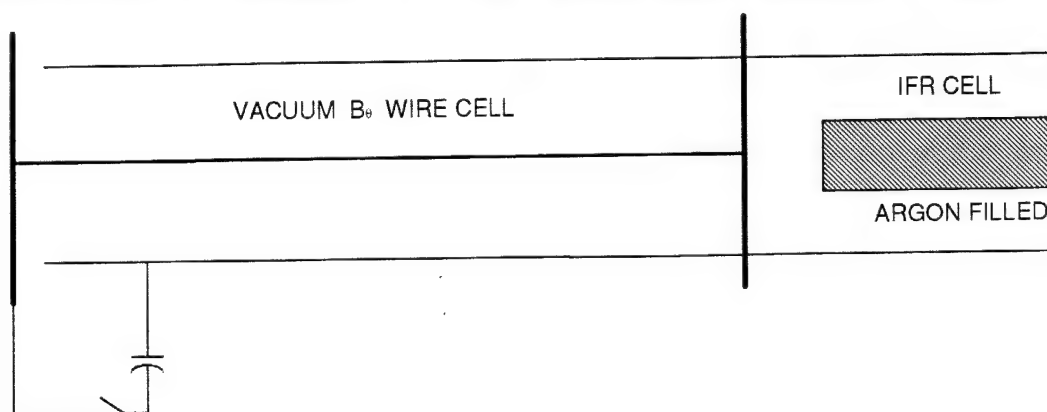 VACUUM Bθ WIRE CELL
IFR CELL
ARGON FILLED